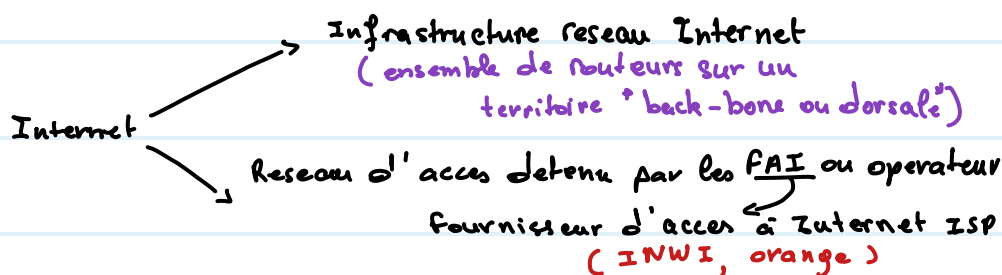 Infrastructure reseau Internet
(ensemble de routeurs sur un
territoire "back-bone ou dorsale")
Internet
Reseau d'acces detenu par les FAI ou operateur
fournisseur d'acces à Internet ISP
(INWI, orange)